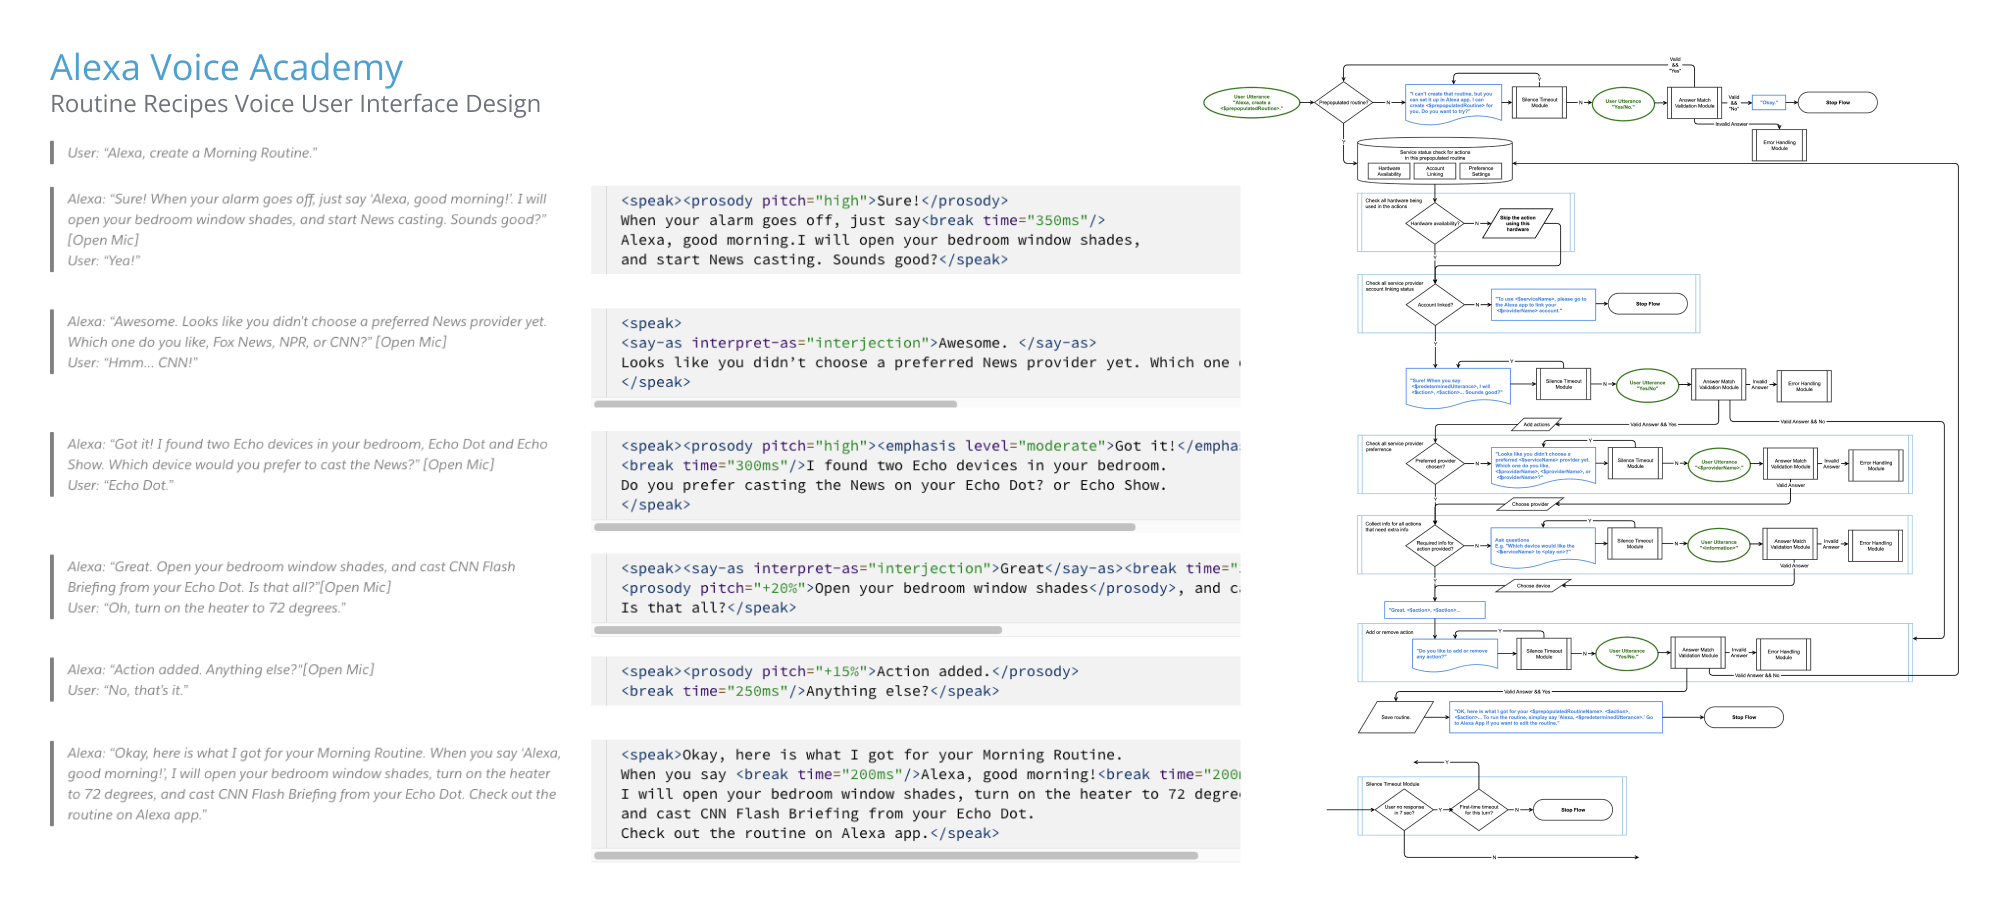 Alexa Voice Academy
Routine Recipes Voice User Interface Design
User: “Alexa, create a Morning Routine.”
Alexa: “Sure! When your alarm goes off, just say ‘Alexa, good morning!’. I will
open your bedroom window shades, and start News casting. Sounds good?”
[Open Mic]
User: “Yea!”
Alexa: “Awesome. Looks like you didn’t choose a preferred News provider yet.
Which one do you like, Fox News, NPR, or CNN?” [Open Mic]
User: “Hmm... CNN!”
Alexa: “Got it! I found two Echo devices in your bedroom, Echo Dot and Echo
Show. Which device would you prefer to cast the News?” [Open Mic]
User: “Echo Dot.”
Alexa: “Great. Open your bedroom window shades, and cast CNN Flash
Briefing from your Echo Dot. Is that all?”[Open Mic]
User: “Oh, turn on the heater to 72 degrees.”
Alexa: “Action added. Anything else?"[Open Mic]
User: “No, that’s it.”
Alexa: “Okay, here is what I got for your Morning Routine. When you say ‘Alexa,
good morning!’, I will open your bedroom window shades, turn on the heater
to 72 degrees, and cast CNN Flash Briefing from your Echo Dot. Check out the
routine on Alexa app.”
<speak><prosody pitch="high">Sure!</prosody>
When your alarm goes off, just say<break time="350ms"/>
Alexa, good morning.I will open your bedroom window shades,
and start News casting. Sounds good?</speak>
<speak>
<say-as interpret-as="interjection">Awesome. </say-as>
Looks like you didn’t choose a preferred News provider yet. Which one
</speak>
<speak><prosody pitch="high"><emphasis level="moderate">Got it!</empha
<break time="300ms"/>I found two Echo devices in your bedroom.
Do you prefer casting the News on your Echo Dot? or Echo Show.
</speak>
<speak><say-as interpret-as="interjection">Great</say-as><break time="
<prosody pitch="+20%">Open your bedroom window shades</prosody>, and c
Is that all?</speak>
<speak><prosody pitch="+15%">Action added.</prosody>
<break time="250ms"/>Anything else?</speak>
<speak>Okay, here is what I got for your Morning Routine.
When you say <break time="200ms"/>Alexa, good morning!<break time="200
I will open your bedroom window shades, turn on the heater to 72 degre
and cast CNN Flash Briefing from your Echo Dot.
Check out the routine on Alexa app.</speak>
User Utterance
"Alexa, create a
<$prepopulatedRoutine>."
Prepopulated routine?
N
Y
"I can't create that routine, but you
can set it up in Alexa app. I can
create <$prepopulatedRoutine> for
you. Do you want to try?"
Y
Silence Timeout
Module
N
User Utterance
"Yes/No."
Answer Match
Validation Module
Valid
&&
"Yes"
Valid
&&
"No"
"Okay."
Stop Flow
Invalid Answer
Error Handling
Module
Service status check for actions
in this prepopulated routine
Hardware
Availability
Account
Linking
Preference
Settings
Check all hardware being
used in the actions
Hardware availability?
N
Skip the action
using this
hardware
Y
Check all service provider
account linking status
Account linked?
N
"To use <$serviceName>, please go to
the Alexa app to link your
<$providerName> account."
Stop Flow
Y
"Sure! When you say
<$predeterminedUtterance>, I will
<$action>, <$action>... Sounds good?"
Y
Silence Timeout
Module
N
User Utterance
"Yes/No"
Answer Match
Validation Module
Invalid
Answer
Error Handling
Module
Add actions
Valid Answer && Yes
Valid Answer && No
Check all service provider
preferrence
Preferred provider
chosen?
N
"Looks like you didn't choose a
preferred <$serviceName> provider yet.
Which one do you like,
<$providerName>, <$providerName>, or
<$providerName>?"
Y
Silence Timeout
Module
N
User Utterance
"<$providerName>."
Answer Match
Validation Module
Invalid
Answer
Error Handling
Module
Valid Answer
Y
Choose provider
Collect info for all actions
that need extra info
Required info for
action provided?
N
Ask questions
E.g. "Which device would like the
<$serviceName> to <play on>?"
Y
Silence Timeout
Module
N
User Utterance
"<Information>"
Answer Match
Validation Module
Invalid
Answer
Error Handling
Module
Valid Answer
Y
Choose device
"Great. <$action>, <$action>...
Add or remove action
"Do you like to add or remove
any action?"
Y
Silence Timeout
Module
N
User Utterance
"Yes/No."
Answer Match
Validation Module
Invalid
Answer
Error Handling
Module
Valid Answer && No
Valid Answer && Yes
Save routine.
"OK, here is what I got for your <$prepopulatedRoutineName>. <$action>,
<$action>... To run the routine, simplay say 'Alexa, <$predeterminedUtterance>.' Go
to Alexa App if you want to edit the routine."
Stop Flow
Y
Silence Timeout Module
User no response
in 7 sec?
Y
First-time timeout
for this turn?
N
Stop Flow
N